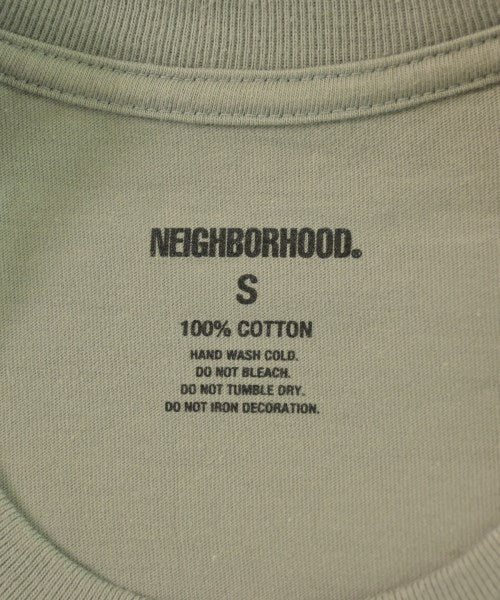 NEIGHBORHOOD®
S
100% COTTON
HAND WASH COLD.
DO NOT BLEACH.
DO NOT TUMBLE DRY.
DO NOT IRON DECORATION.